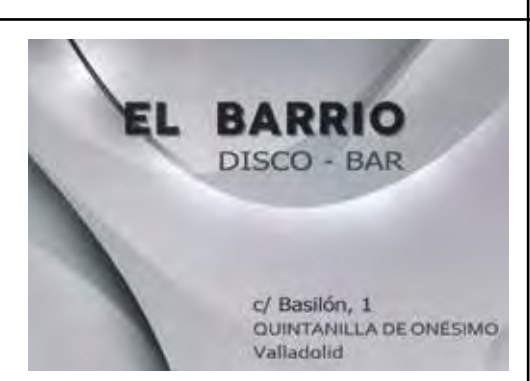 EL BARRIO
DISCO - BAR
c/ Basilón, 1
QUINTANILLA DE ONÉSIMO
Valladolid